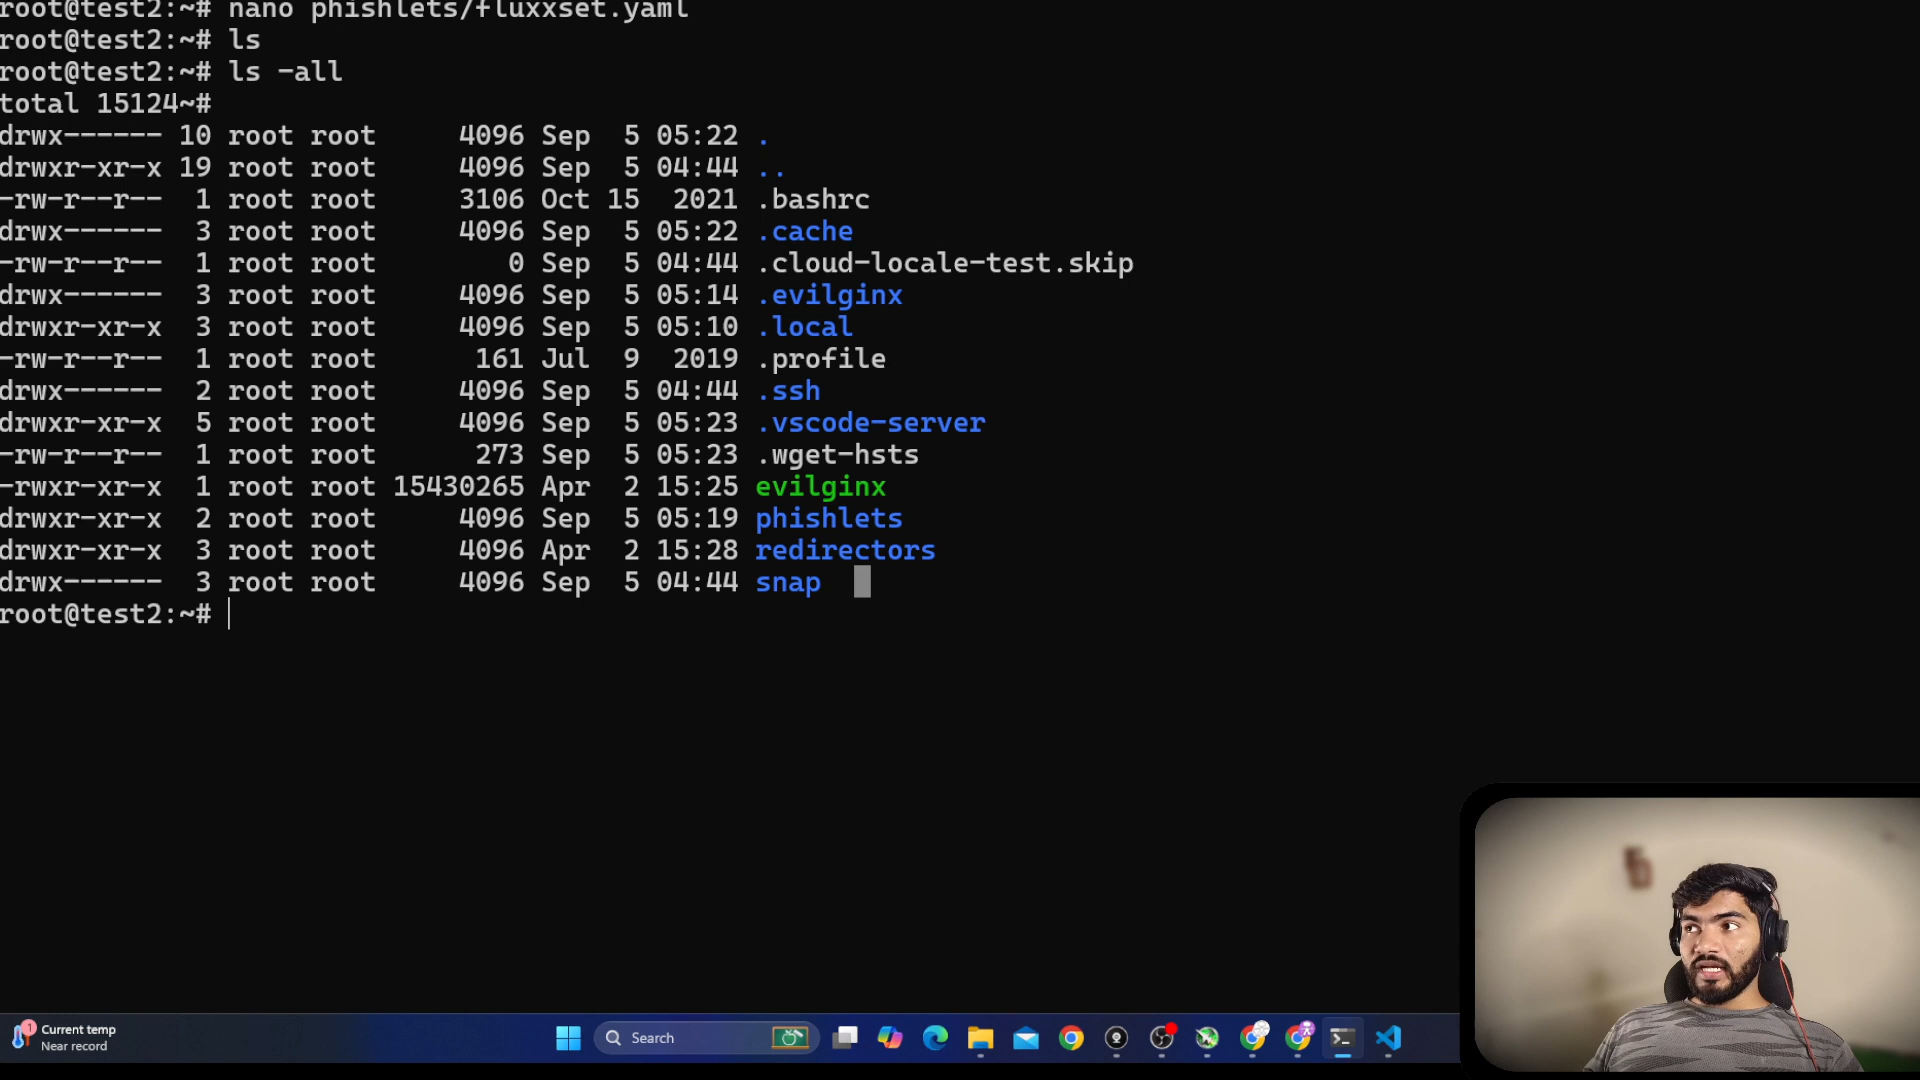 root@test2:~# nano phishlets/fluxxset.yaml
root@test2:~# ls
root@test2:~# ls -all
total 15124~#
drwx------ 10 root root     4096 Sep  5 05:22 .
drwxr-xr-x 19 root root     4096 Sep  5 04:44 ..
-rw-r--r--  1 root root     3106 Oct 15  2021 .bashrc
drwx------  3 root root     4096 Sep  5 05:22 .cache
-rw-r--r--  1 root root        0 Sep  5 04:44 .cloud-locale-test.skip
drwx------  3 root root     4096 Sep  5 05:14 .evilginx
drwxr-xr-x  3 root root     4096 Sep  5 05:10 .local
-rw-r--r--  1 root root      161 Jul  9  2019 .profile
drwx------  2 root root     4096 Sep  5 04:44 .ssh
drwxr-xr-x  5 root root     4096 Sep  5 05:23 .vscode-server
-rw-r--r--  1 root root      273 Sep  5 05:23 .wget-hsts
-rwxr-xr-x  1 root root 15430265 Apr  2 15:25 evilginx
drwxr-xr-x  2 root root     4096 Sep  5 05:19 phishlets
drwxr-xr-x  3 root root     4096 Apr  2 15:28 redirectors
drwx------  3 root root     4096 Sep  5 04:44 snap
root@test2:~#
1
Current temp
Near record
Search